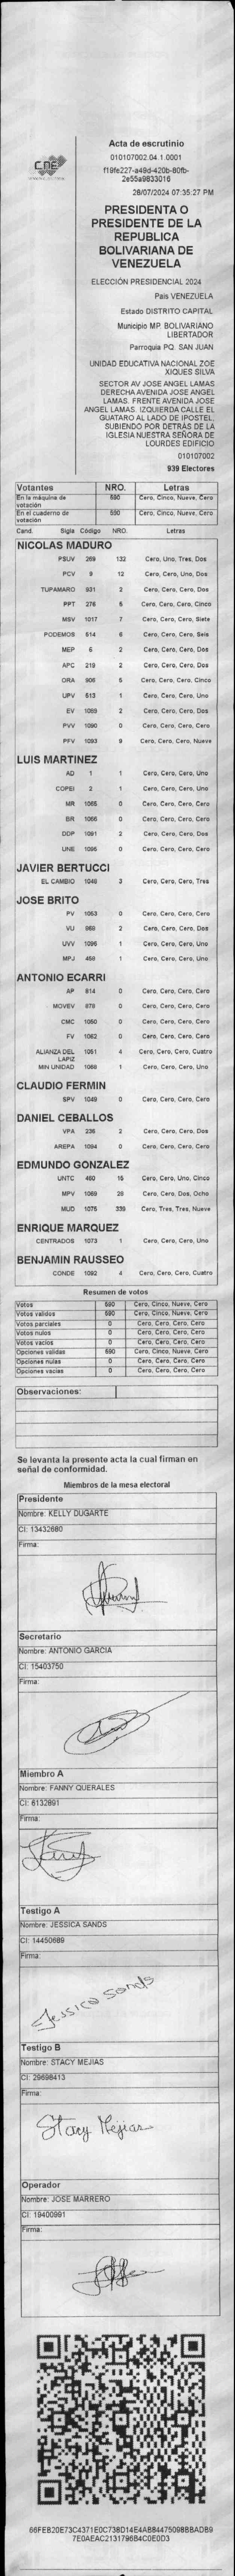 CNE
Acta de escrutinio
010107002.04.1.0001
f19fe227-a49d-420b-80fb-
2e55a9833016
28/07/2024 07:35:27 PM
PRESIDENTA O
PRESIDENTE DE LA
REPUBLICA
BOLIVARIANA DE
VENEZUELA
ELECCIÓN PRESIDENCIAL 2024
Pais VENEZUELA
Estado DISTRITO CAPITAL
Municipio MP. BOLIVARIANO
LIBERTADOR
Parroquia PQ. SAN JUAN
UNIDAD EDUCATIVA NACIONAL ZOE
XIQUES SILVA
SECTOR AV JOSE ANGEL LAMAS
DERECHA AVENIDA JOSE ANGEL
LAMAS. FRENTE AVENIDA JOSE
ANGEL LAMAS. IZQUIERDA CALLE EL
GUATARO AL LADO DE IPOSTEL,
SUBIENDO POR DETRÁS DE LA
IGLESIA NUESTRA SEÑORA DE
LOURDES EDIFICIO
010107002
939 Electores
Votantes NRO. Letras
En la máquina de votación 590 Cero, Cinco, Nueve, Cero
En el cuaderno de votación 590 Cero, Cinco, Nueve, Cero
Cand. Sigla Código NRO. Letras
NICOLAS MADURO
PSUV 269 132 Cero, Uno, Tres, Dos
PCV 9 12 Cero, Cero, Uno, Dos
TUPAMARO 931 2 Cero, Cero, Cero, Dos
PPT 276 5 Cero, Cero, Cero, Cinco
MSV 1017 7 Cero, Cero, Cero, Siete
PODEMOS 514 6 Cero, Cero, Cero, Seis
MEP 6 2 Cero, Cero, Cero, Dos
APC 219 2 Cero, Cero, Cero, Dos
ORA 906 5 Cero, Cero, Cero, Cinco
UPV 513 1 Cero, Cero, Cero, Uno
EV 1089 2 Cero, Cero, Cero, Dos
PVV 1090 0 Cero, Cero, Cero, Cero
PFV 1093 9 Cero, Cero, Cero, Nueve
LUIS MARTINEZ
AD 1 1 Cero, Cero, Cero, Uno
COPEI 2 1 Cero, Cero, Cero, Uno
MR 1065 0 Cero, Cero, Cero, Cero
BR 1056 0 Cero, Cero, Cero, Cero
DDP 1091 2 Cero, Cero, Cero, Dos
UNE 1095 0 Cero, Cero, Cero, Cero
JAVIER BERTUCCI
EL CAMBIO 1046 3 Cero, Cero, Cero, Tres
JOSE BRITO
PV 1053 0 Cero, Cero, Cero, Cero
VU 968 2 Cero, Cero, Cero, Dos
UVV 1096 1 Cero, Cero, Cero, Uno
MPJ 458 1 Cero, Cero, Cero, Uno
ANTONIO ECARRI
AP 814 0 Cero, Cero, Cero, Cero
MOVEV 879 0 Cero, Cero, Cero, Cero
CMC 1050 0 Cero, Cero, Cero, Cero
FV 1062 0 Cero, Cero, Cero, Cero
ALIANZA DEL LAPIZ 1051 4 Cero, Cero, Cero, Cuatro
MIN UNIDAD 1088 1 Cero, Cero, Cero, Uno
CLAUDIO FERMIN
SPV 1049 0 Cero, Cero, Cero, Cero
DANIEL CEBALLOS
VPA 236 2 Cero, Cero, Cero, Dos
AREPA 1094 0 Cero, Cero, Cero, Cero
EDMUNDO GONZALEZ
UNTC 460 15 Cero, Cero, Uno, Cinco
MPV 1069 28 Cero, Cero, Dos, Ocho
MUD 1075 339 Cero, Tres, Tres, Nueve
ENRIQUE MARQUEZ
CENTRADOS 1073 1 Cero, Cero, Cero, Uno
BENJAMIN RAUSSEO
CONDE 1092 4 Cero, Cero, Cero, Cuatro
Resumen de votos
Votos 590 Cero, Cinco, Nueve, Cero
Votos validos 590 Cero, Cinco, Nueve, Cero
Votos parciales 0 Cero, Cero, Cero, Cero
Votos nulos 0 Cero, Cero, Cero, Cero
Votos vacios 0 Cero, Cero, Cero, Cero
Opciones validas 590 Cero, Cinco, Nueve, Cero
Opciones nulas 0 Cero, Cero, Cero, Cero
Opciones vacias 0 Cero, Cero, Cero, Cero
Observaciones:
Se levanta la presente acta la cual firman en
señal de conformidad.
Miembros de la mesa electoral
Presidente
Nombre: KELLY DUGARTE
CI: 13432680
Firma:
Secretario
Nombre: ANTONIO GARCIA
CI: 15403750
Firma:
Miembro A
Nombre: FANNY QUERALES
CI: 6132891
Firma:
Testigo A
Nombre: JESSICA SANDS
CI: 14450689
Firma:
Jessica Sands
Testigo B
Nombre: STACY MEJIAS
CI: 29698413
Firma:
Stacy Mejias
Operador
Nombre: JOSE MARRERO
CI: 19400991
Firma:
66FEB20E73C4371E0C738D14E4AB84475098BBADB9
7E0AEAC2131796B4C0E0D3